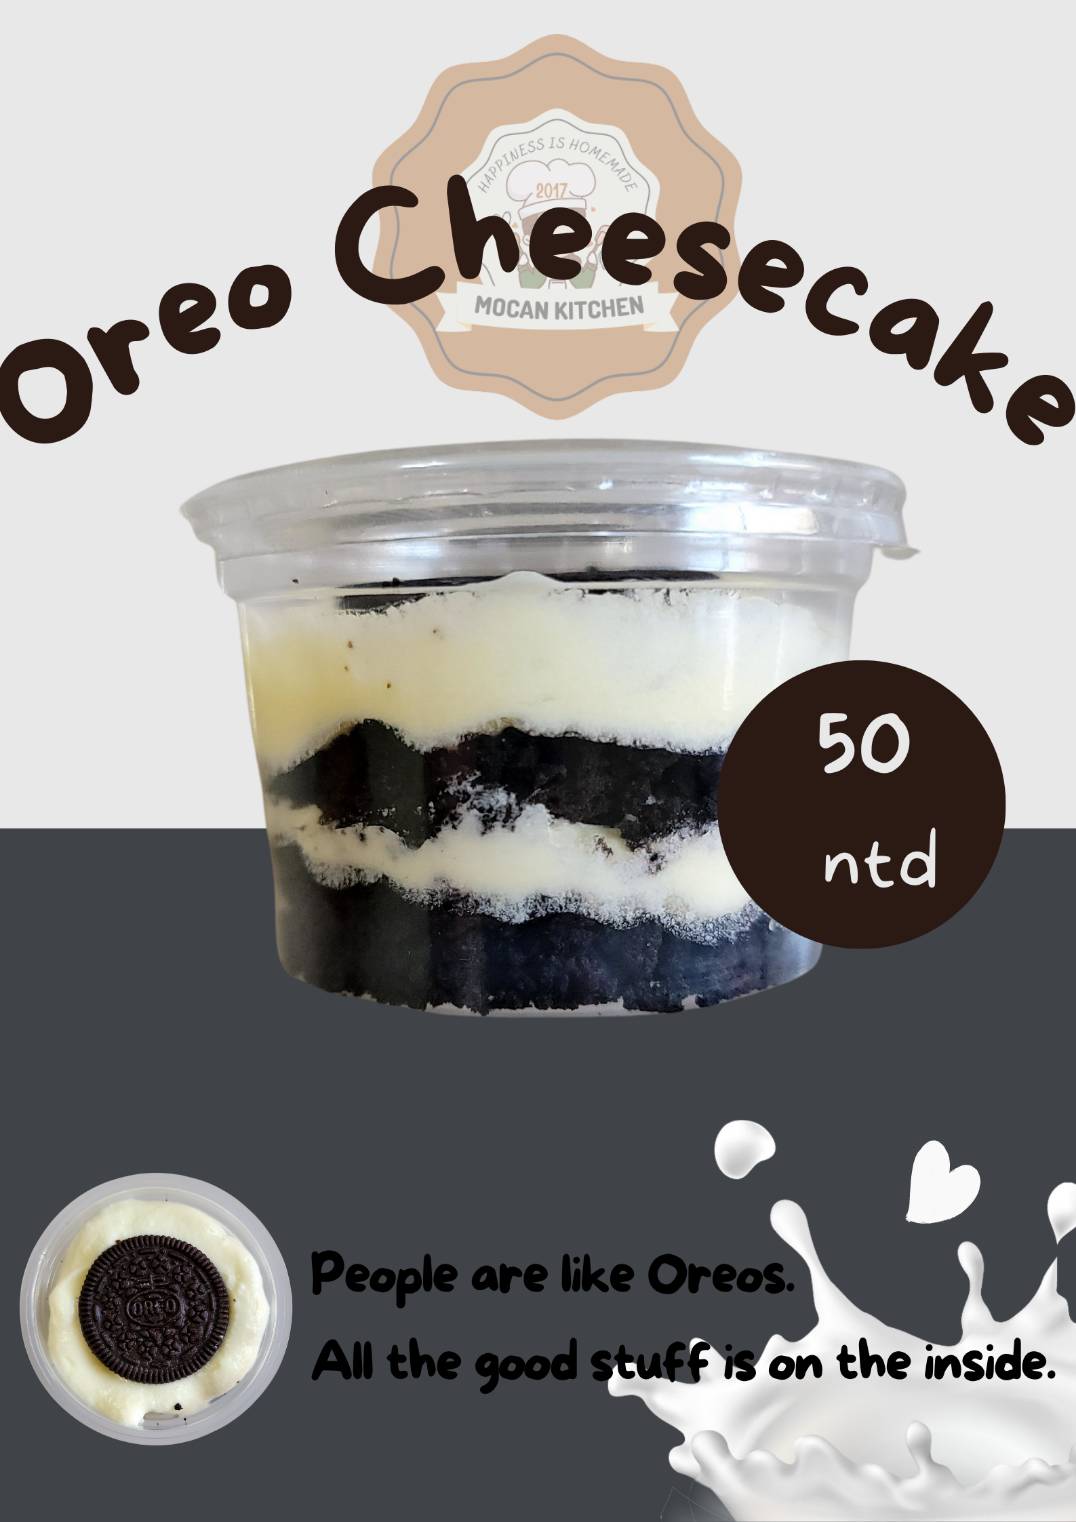 HAPPINESS IS HOMEMADE
2017
Oreo Cheesecake
MOCAN KITCHEN
50
ntd
OREO
People are like Oreos.
All the good stuff is on the inside.